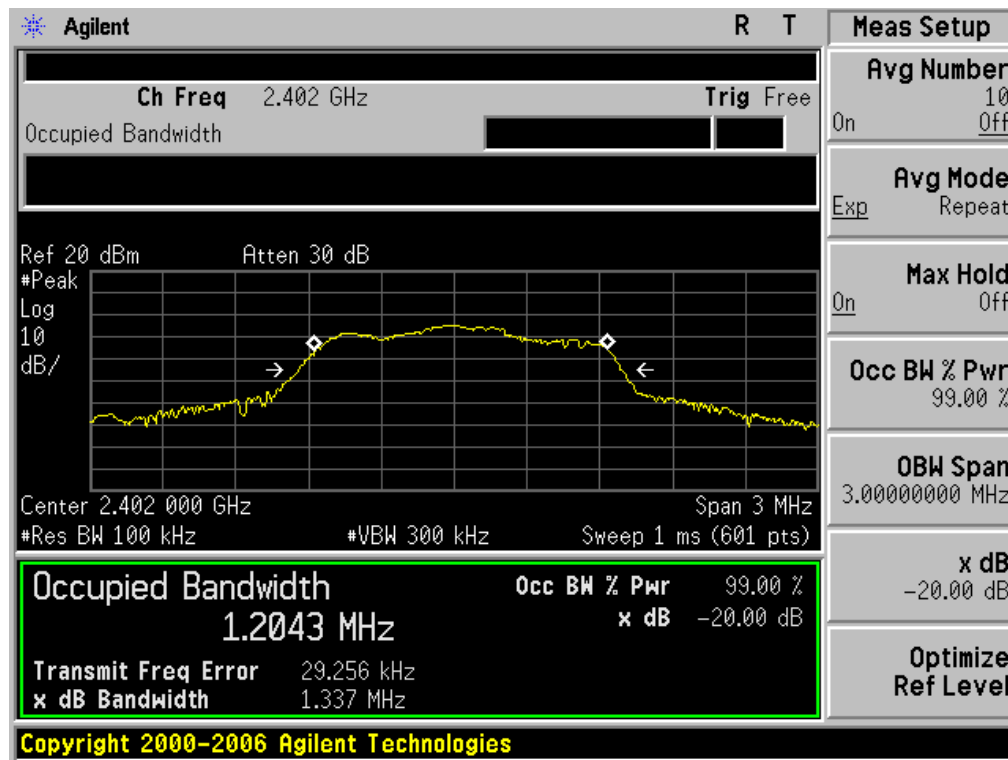 Agilent R T
Ch Freq 2.402 GHz Trig Free
Occupied Bandwidth
Ref 20 dBm Atten 30 dB
#Peak
Log
10
dB/
Center 2.402 000 GHz Span 3 MHz
#Res BW 100 kHz #VBW 300 kHz Sweep 1 ms (601 pts)
Occupied Bandwidth Occ BW % Pwr 99.00 %
1.2043 MHz x dB -20.00 dB
Transmit Freq Error 29.256 kHz
x dB Bandwidth 1.337 MHz
Copyright 2000-2006 Agilent Technologies
Meas Setup
Avg Number
10
On Off
Avg Mode
Exp Repeat
Max Hold
On Off
Occ BW % Pwr
99.00 %
OBW Span
3.00000000 MHz
x dB
-20.00 dB
Optimize
Ref Level